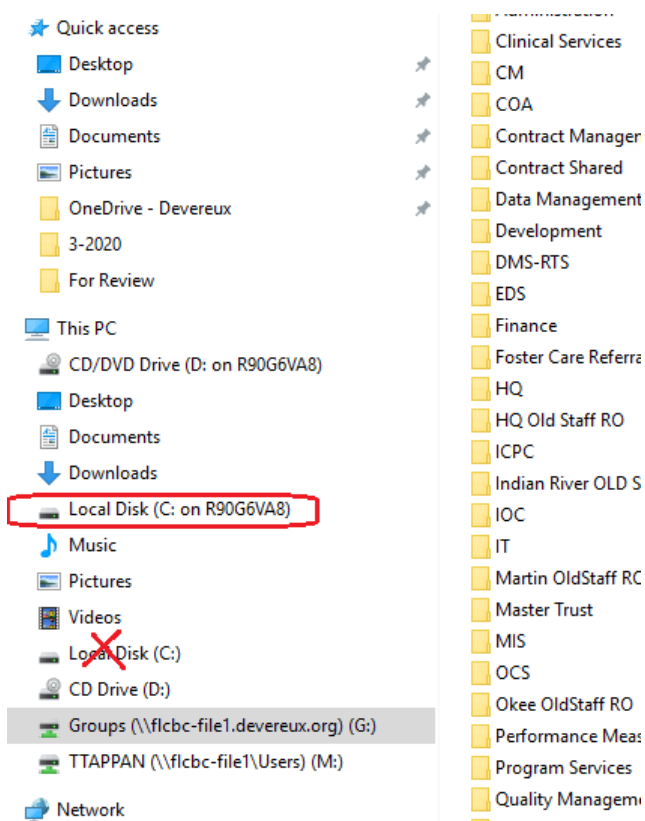 Quick access
Desktop
Downloads
Documents
Pictures
OneDrive - Devereux
3-2020
For Review
This PC
CD/DVD Drive (D: on R90G6VA8)
Desktop
Documents
Downloads
Local Disk (C: on R90G6VA8)
Music
Pictures
Videos
Local Disk (C:)
CD Drive (D:)
Groups (\\flcbc-file1.devereux.org) (G:)
TTAPPAN (\\flcbc-file1\Users) (M:)
Network
Clinical Services
CM
COA
Contract
Contract Shared
Data Management
Development
DMS-RTS
EDS
Finance
Foster Care
HQ
HQ Old Staff RO
ICPC
Indian River OLD S
IOC
IT
Martin OldStaff RO
Master Trust
MIS
OCS
Okee OldStaff RO
Performance Meas
Program Services
Quality